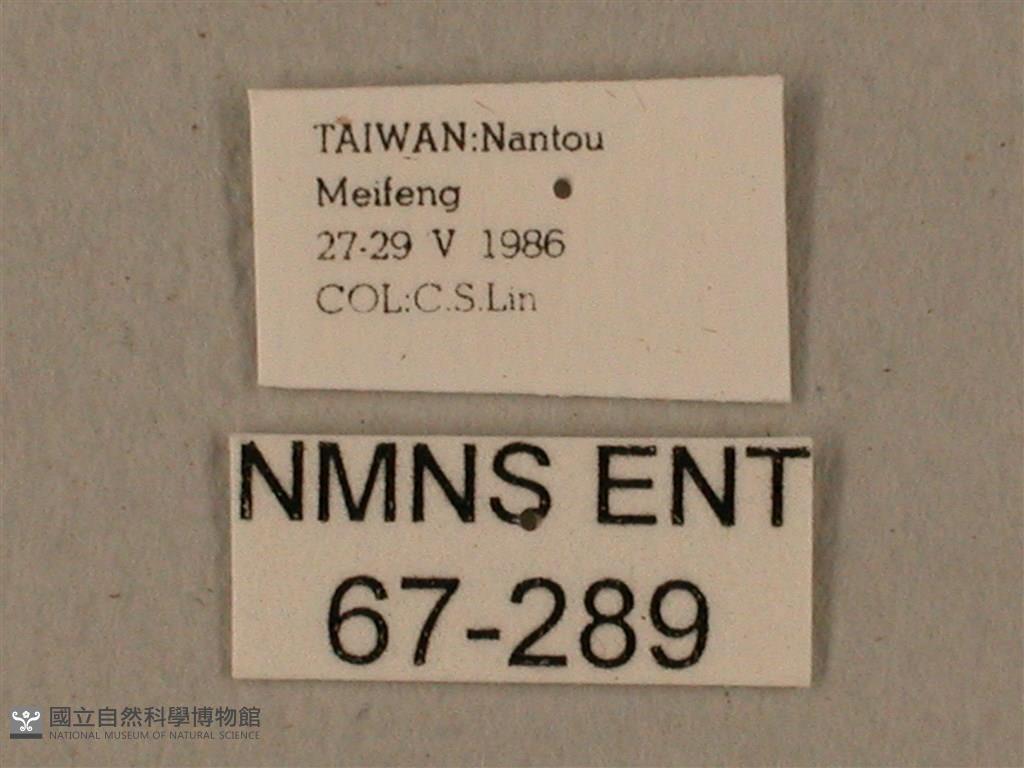 TAIWAN:Nantou
Meifeng
27-29 V 1986
COL:C.S.Lin
NMNS ENT
67-289
國立自然科學博物館
NATIONAL MUSEUM OF NATURAL SCIENCE